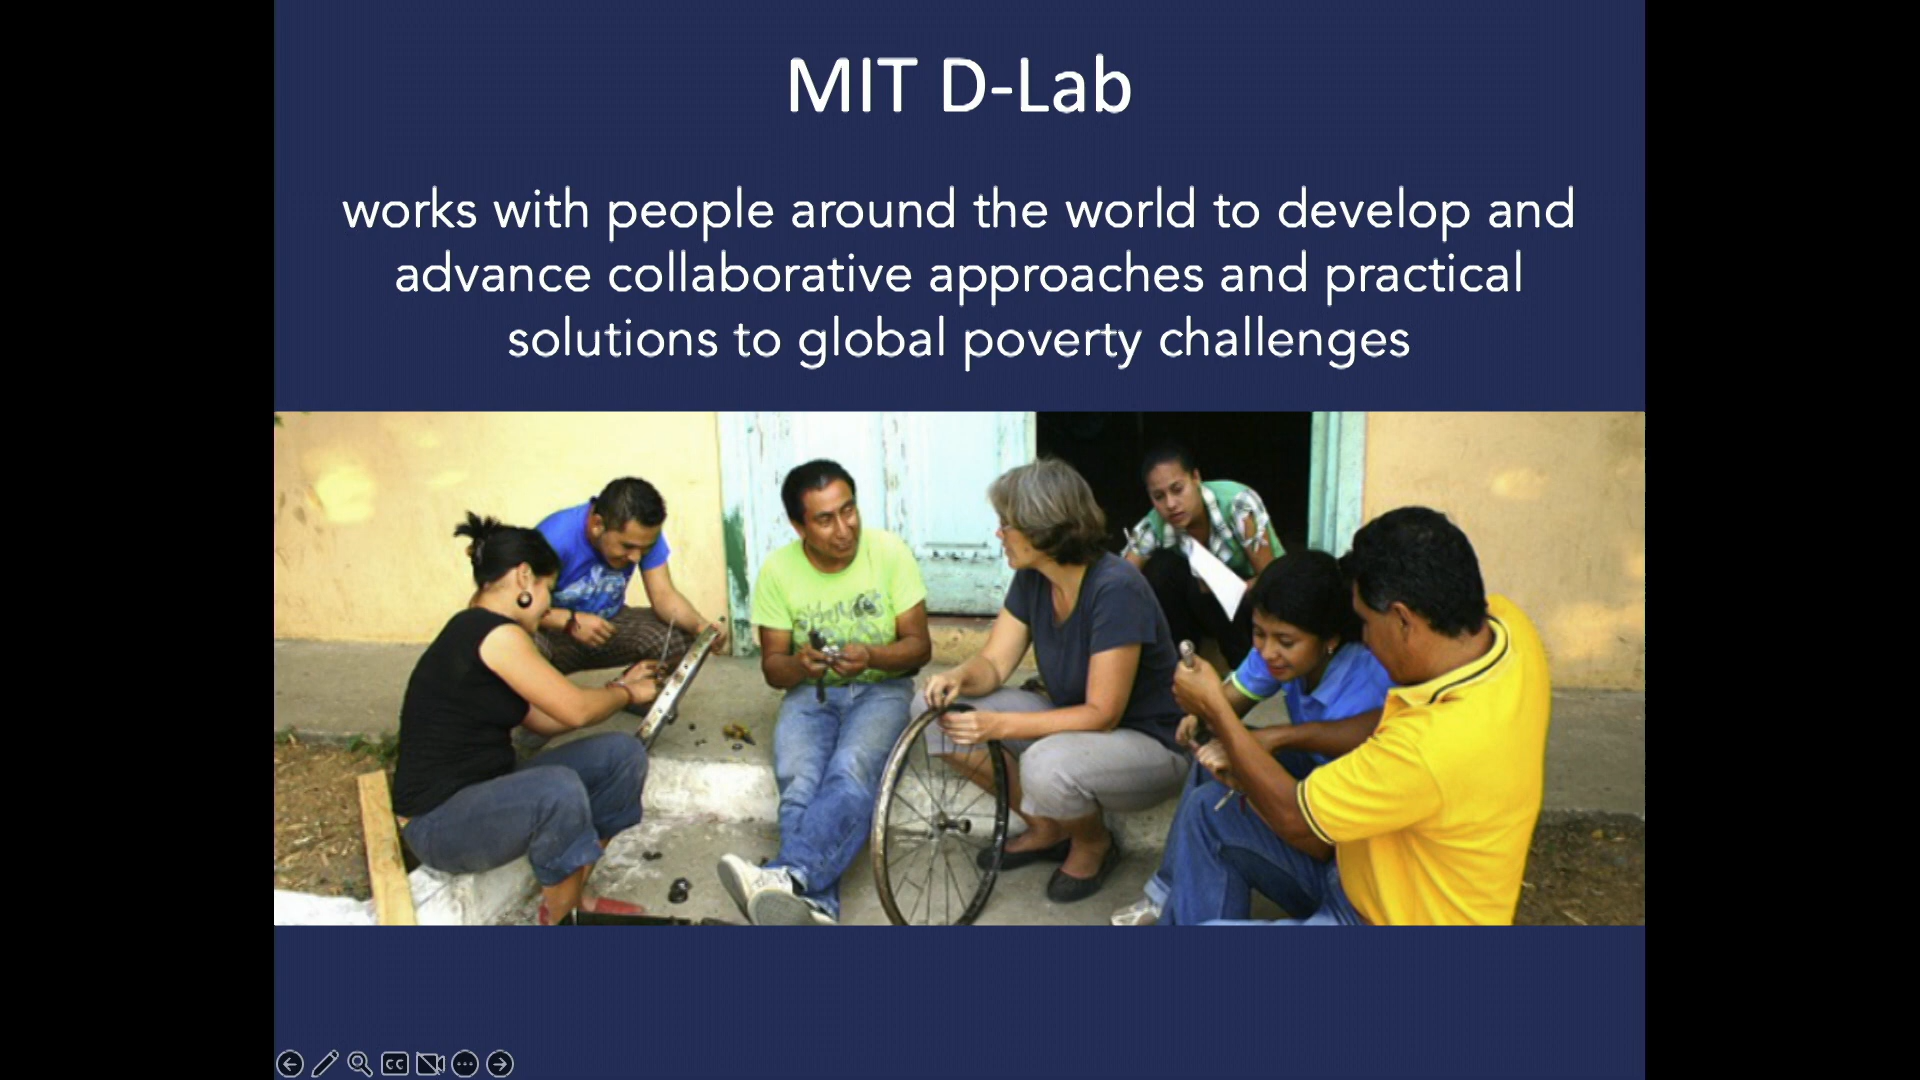 MIT D-Lab
works with people around the world to develop and
advance collaborative approaches and practical
solutions to global poverty challenges
CC